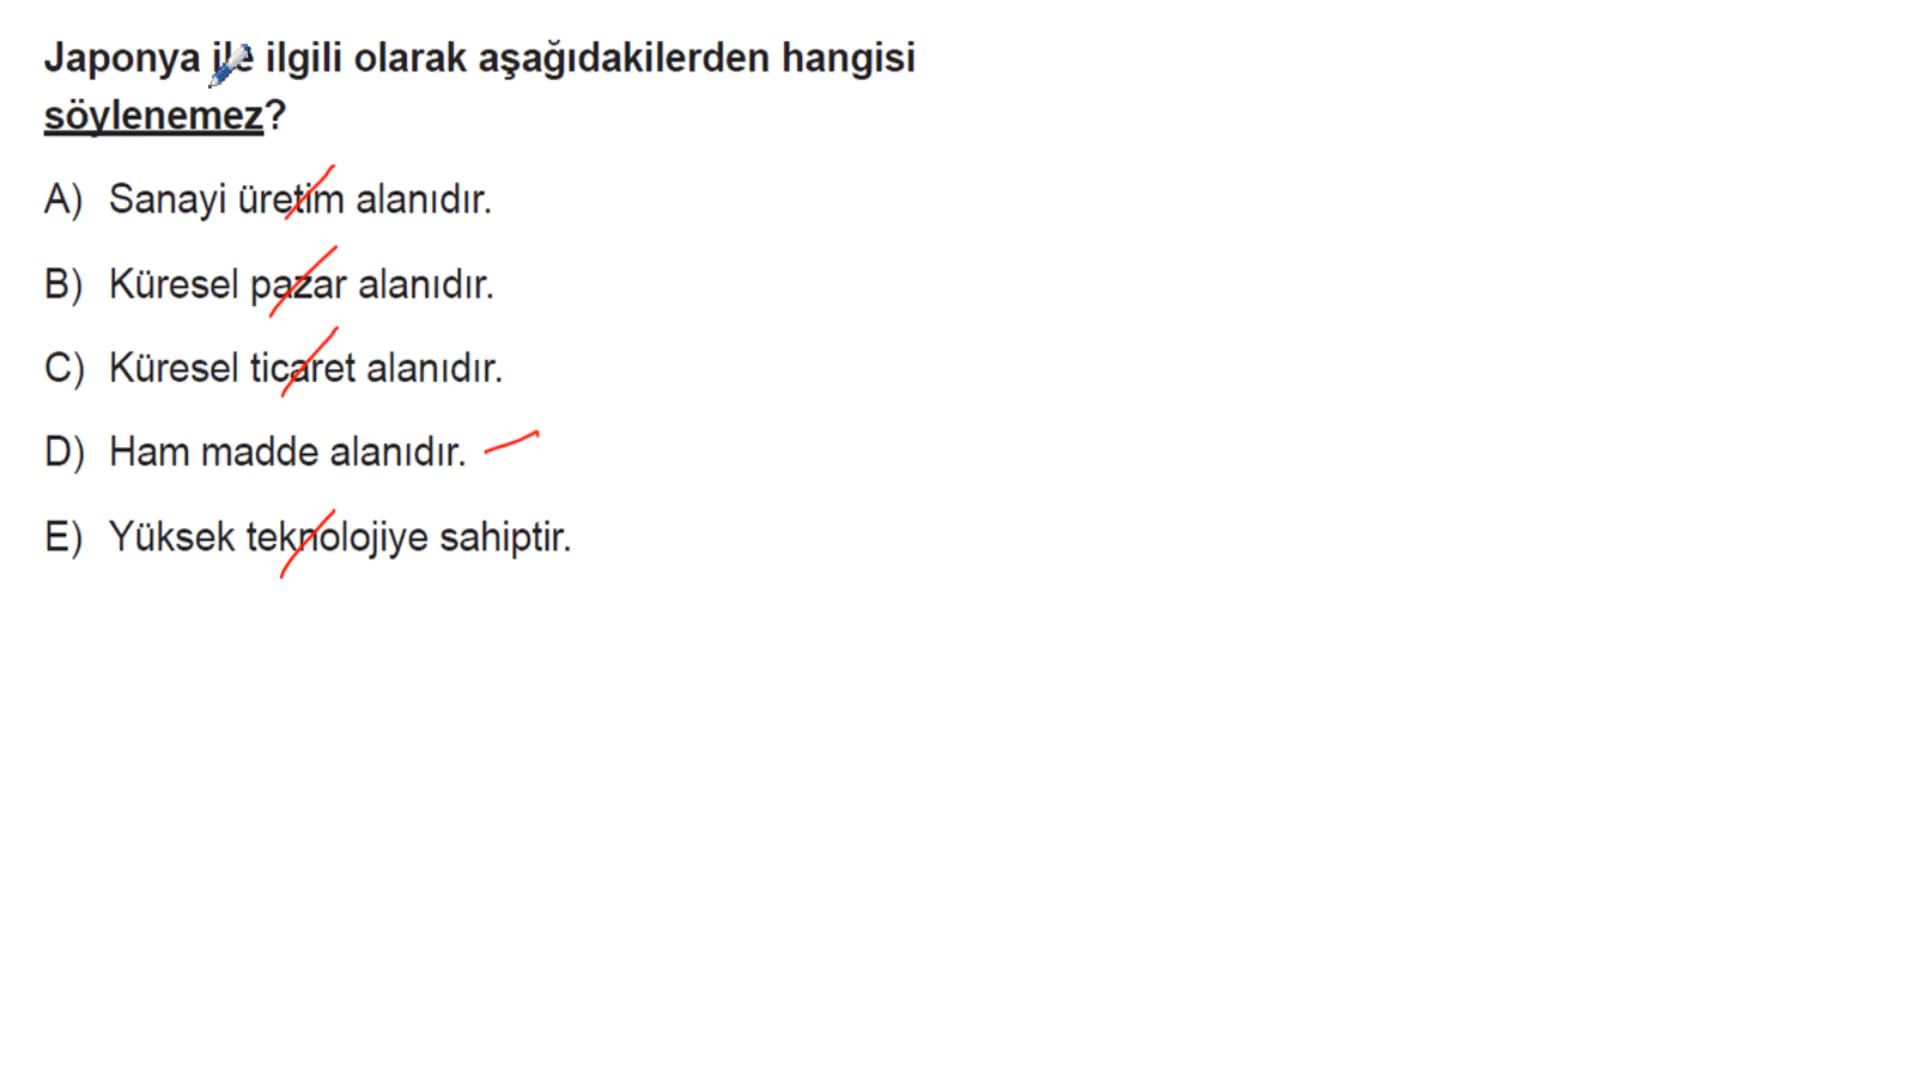 Japonya ile ilgili olarak aşağıdakilerden hangisi
söylenemez?
A) Sanayi üretim alanıdır.
B) Küresel pazar alanıdır.
C) Küresel ticaret alanıdır.
D) Ham madde alanıdır.
E) Yüksek teknolojiye sahiptir.